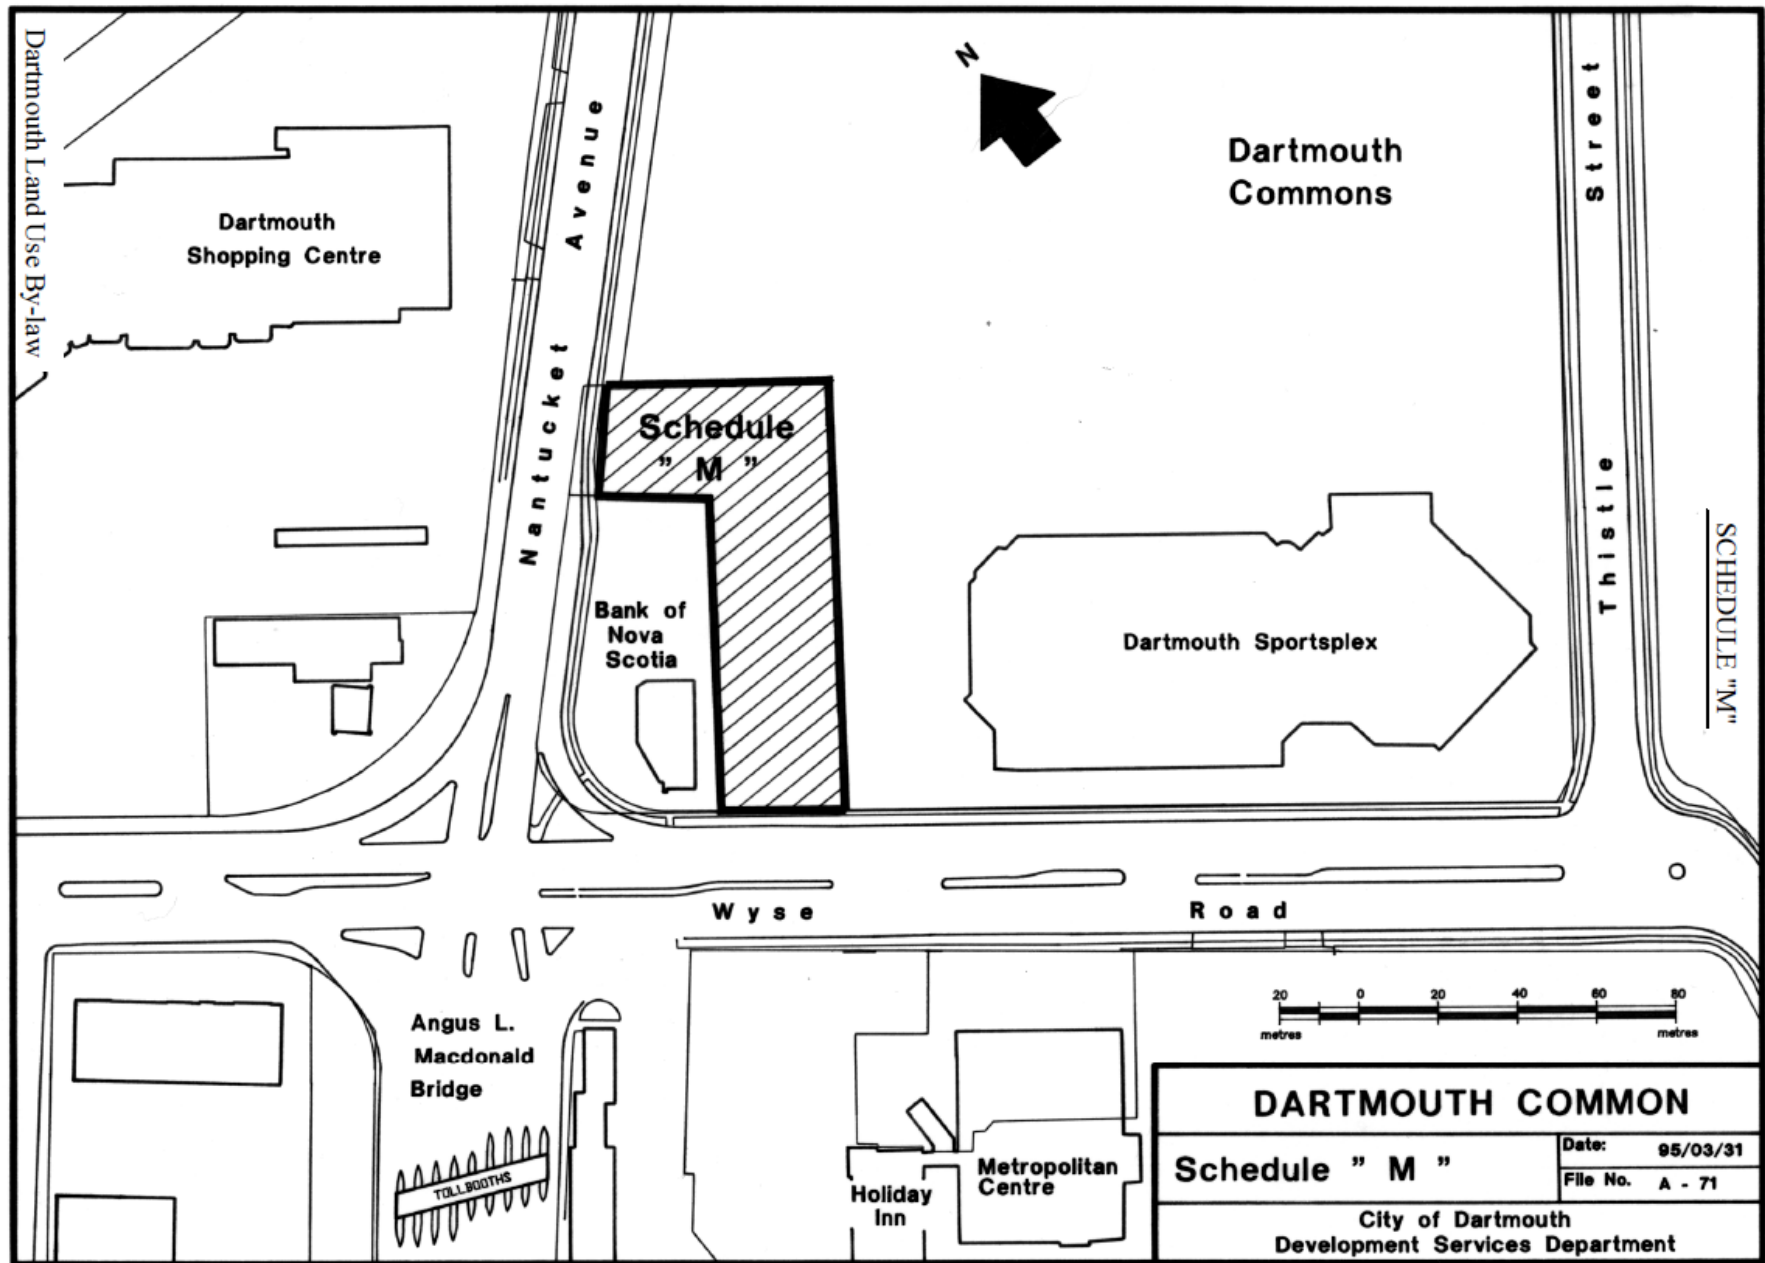 Dartmouth Land Use By-law
SCHEDULE "M"
N
Dartmouth
Commons
Dartmouth
Shopping Centre
Nantucket Avenue
Thistle Street
Schedule
" M "
Bank of
Nova
Scotia
Dartmouth Sportsplex
Wyse Road
Angus L.
Macdonald
Bridge
TOLLBOOTHS
Holiday
Inn
Metropolitan
Centre
20 0 20 40 60 80
metres metres
DARTMOUTH COMMON
Schedule " M "
Date: 95/03/31
File No. A - 71
City of Dartmouth
Development Services Department